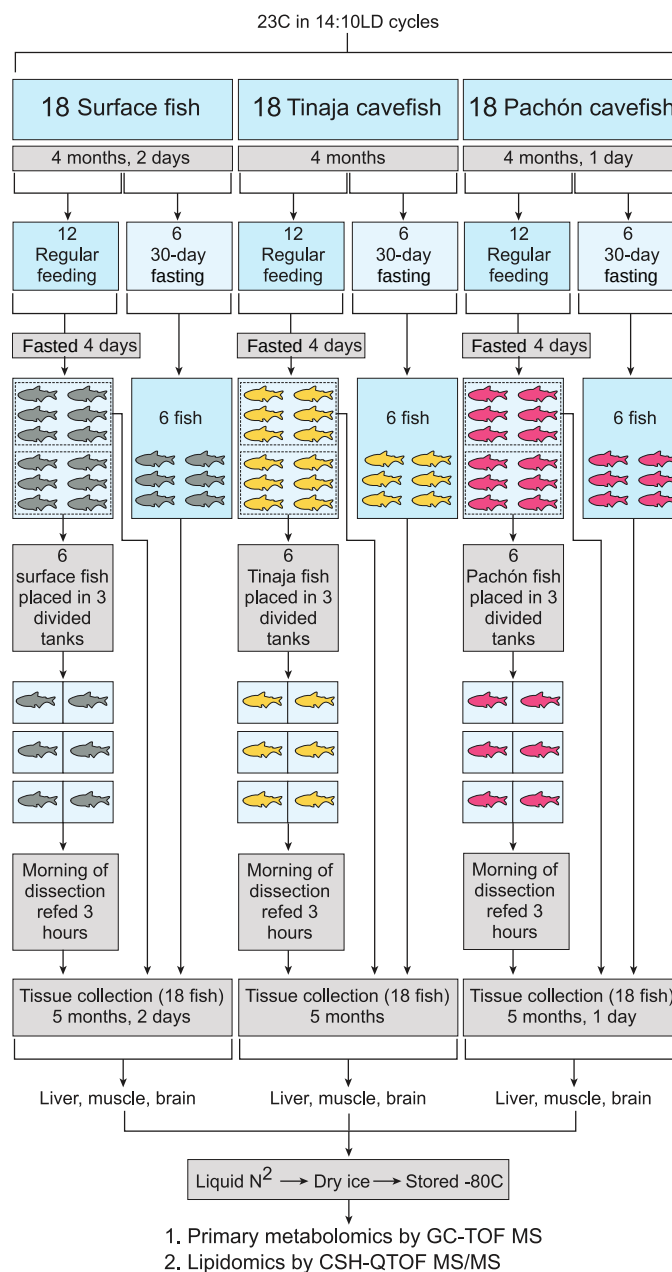 23C in 14:10LD cycles
18 Surface fish
18 Tinaja cavefish
18 Pachón cavefish
4 months, 2 days
4 months
4 months, 1 day
12
Regular
feeding
6
30-day
fasting
12
Regular
feeding
6
30-day
fasting
12
Regular
feeding
6
30-day
fasting
Fasted 4 days
Fasted 4 days
Fasted 4 days
6 fish
6 fish
6 fish
6
surface fish
placed in 3
divided
tanks
6
Tinaja fish
placed in 3
divided
tanks
6
Pachón fish
placed in 3
divided
tanks
Morning of
dissection
refed 3
hours
Morning of
dissection
refed 3
hours
Morning of
dissection
refed 3
hours
Tissue collection (18 fish)
5 months, 2 days
Tissue collection (18 fish)
5 months
Tissue collection (18 fish)
5 months, 1 day
Liver, muscle, brain
Liver, muscle, brain
Liver, muscle, brain
Liquid N² → Dry ice → Stored -80C
1. Primary metabolomics by GC-TOF MS
2. Lipidomics by CSH-QTOF MS/MS